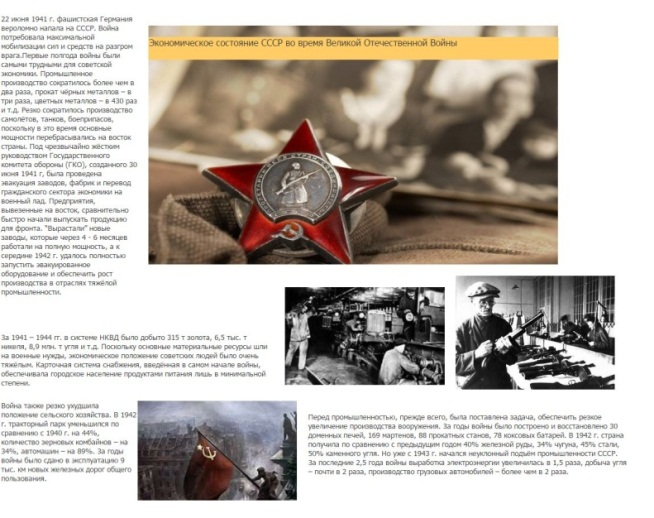 22 июня 1941 г. фашистская Германия
вероломно напала на СССР. Война
потребовала максимальной
мобилизации сил и средств на разгром
врага.Первые полгода войны были
самыми трудными для советской
экономики. Промышленное
производство сократилось более чем в
два раза, прокат чёрных металлов – в
три раза, цветных металлов – в 430 раз
и т.д. Резко сократилось производство
самолётов, танков, боеприпасов,
поскольку в это время основные
мощности перебрасывались на восток
страны. Под чрезвычайно жёстким
руководством Государственного
комитета обороны (ГКО), созданного 30
июня 1941 г, была проведена
эвакуация заводов, фабрик и перевод
гражданского сектора экономики на
военный лад. Предприятия,
вывезенные на восток, сравнительно
быстро начали выпускать продукцию
для фронта. "Вырастали" новые
заводы, которые через 4 - 6 месяцев
работали на полную мощность, а к
середине 1942 г. удалось полностью
запустить эвакуированное
оборудование и обеспечить рост
производства в отраслях тяжёлой
промышленности.
Экономическое состояние СССР во время Великой Отечественной Войны
За 1941 – 1944 гг. в системе НКВД было добыто 315 т золота, 6,5 тыс. т
никеля, 8,9 млн. т угля и т.д. Поскольку основные материальные ресурсы шли
на военные нужды, экономическое положение советских людей было очень
тяжёлым. Карточная система снабжения, введённая в самом начале войны,
обеспечивала городское население продуктами питания лишь в минимальной
степени.
Война также резко ухудшила
положение сельского хозяйства. В 1942
г. тракторный парк уменьшился по
сравнению с 1940 г. на 44%,
количество зерновых комбайнов – на
34%, автомашин – на 89%. За годы
войны было сдано в эксплуатацию 9
тыс. км новых железных дорог общего
пользования.
Перед промышленностью, прежде всего, была поставлена задача, обеспечить резкое
увеличение производства вооружения. За годы войны было построено и восстановлено 30
доменных печей, 169 мартенов, 88 прокатных станов, 78 коксовых батарей. В 1942 г. страна
получила по сравнению с предыдущим годом 40% железной руды, 34% чугуна, 45% стали,
50% каменного угля. Но уже с 1943 г. начался неуклонный подъём промышленности СССР.
За последние 2,5 года войны выработка электроэнергии увеличилась в 1,5 раза, добыча угля
– почти в 2 раза, производство грузовых автомобилей – более чем в 2 раза.